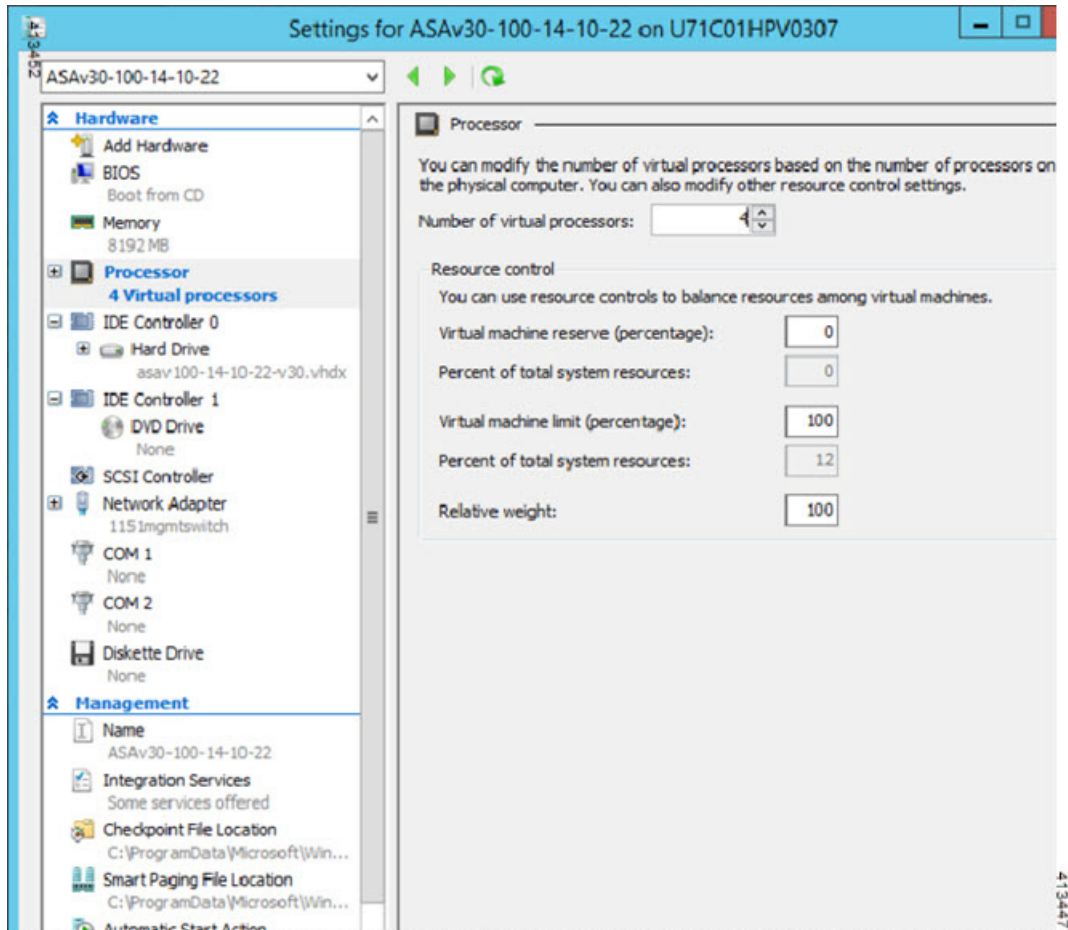 413452
Settings for ASAv30-100-14-10-22 on U71C01HPV0307
ASAv30-100-14-10-22
Hardware
Add Hardware
BIOS
Boot from CD
Memory
8192 MB
Processor
4 Virtual processors
IDE Controller 0
Hard Drive
asav100-14-10-22-v30.vhdx
IDE Controller 1
DVD Drive
None
SCSI Controller
Network Adapter
1151mgmtswitch
COM 1
None
COM 2
None
Diskette Drive
None
Management
Name
ASAv30-100-14-10-22
Integration Services
Some services offered
Checkpoint File Location
C:\ProgramData\Microsoft\Win...
Smart Paging File Location
C:\ProgramData\Microsoft\Win...
Automatic Start Action
Processor
You can modify the number of virtual processors based on the number of processors on
the physical computer. You can also modify other resource control settings.
Number of virtual processors: 4
Resource control
You can use resource controls to balance resources among virtual machines.
Virtual machine reserve (percentage): 0
Percent of total system resources: 0
Virtual machine limit (percentage): 100
Percent of total system resources: 12
Relative weight: 100
413447